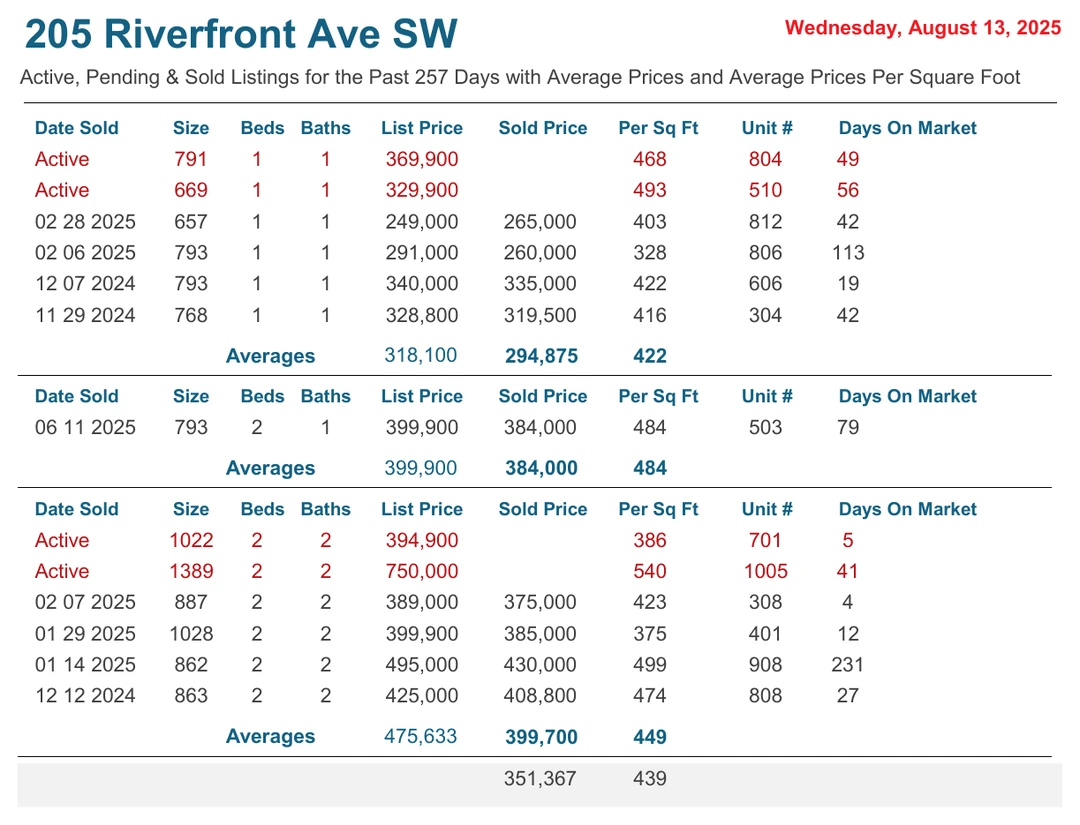 205 Riverfront Ave SW
Wednesday, August 13, 2025
Active, Pending & Sold Listings for the Past 257 Days with Average Prices and Average Prices Per Square Foot
Date Sold Size Beds Baths List Price Sold Price Per Sq Ft Unit # Days On Market
Active 791 1 1 369,900 468 804 49
Active 669 1 1 329,900 493 510 56
02 28 2025 657 1 1 249,000 265,000 403 812 42
02 06 2025 793 1 1 291,000 260,000 328 806 113
12 07 2024 793 1 1 340,000 335,000 422 606 19
11 29 2024 768 1 1 328,800 319,500 416 304 42
Averages 318,100 294,875 422
Date Sold Size Beds Baths List Price Sold Price Per Sq Ft Unit # Days On Market
06 11 2025 793 2 1 399,900 384,000 484 503 79
Averages 399,900 384,000 484
Date Sold Size Beds Baths List Price Sold Price Per Sq Ft Unit # Days On Market
Active 1022 2 2 394,900 386 701 5
Active 1389 2 2 750,000 540 1005 41
02 07 2025 887 2 2 389,000 375,000 423 308 4
01 29 2025 1028 2 2 399,900 385,000 375 401 12
01 14 2025 862 2 2 495,000 430,000 499 908 231
12 12 2024 863 2 2 425,000 408,800 474 808 27
Averages 475,633 399,700 449
351,367 439